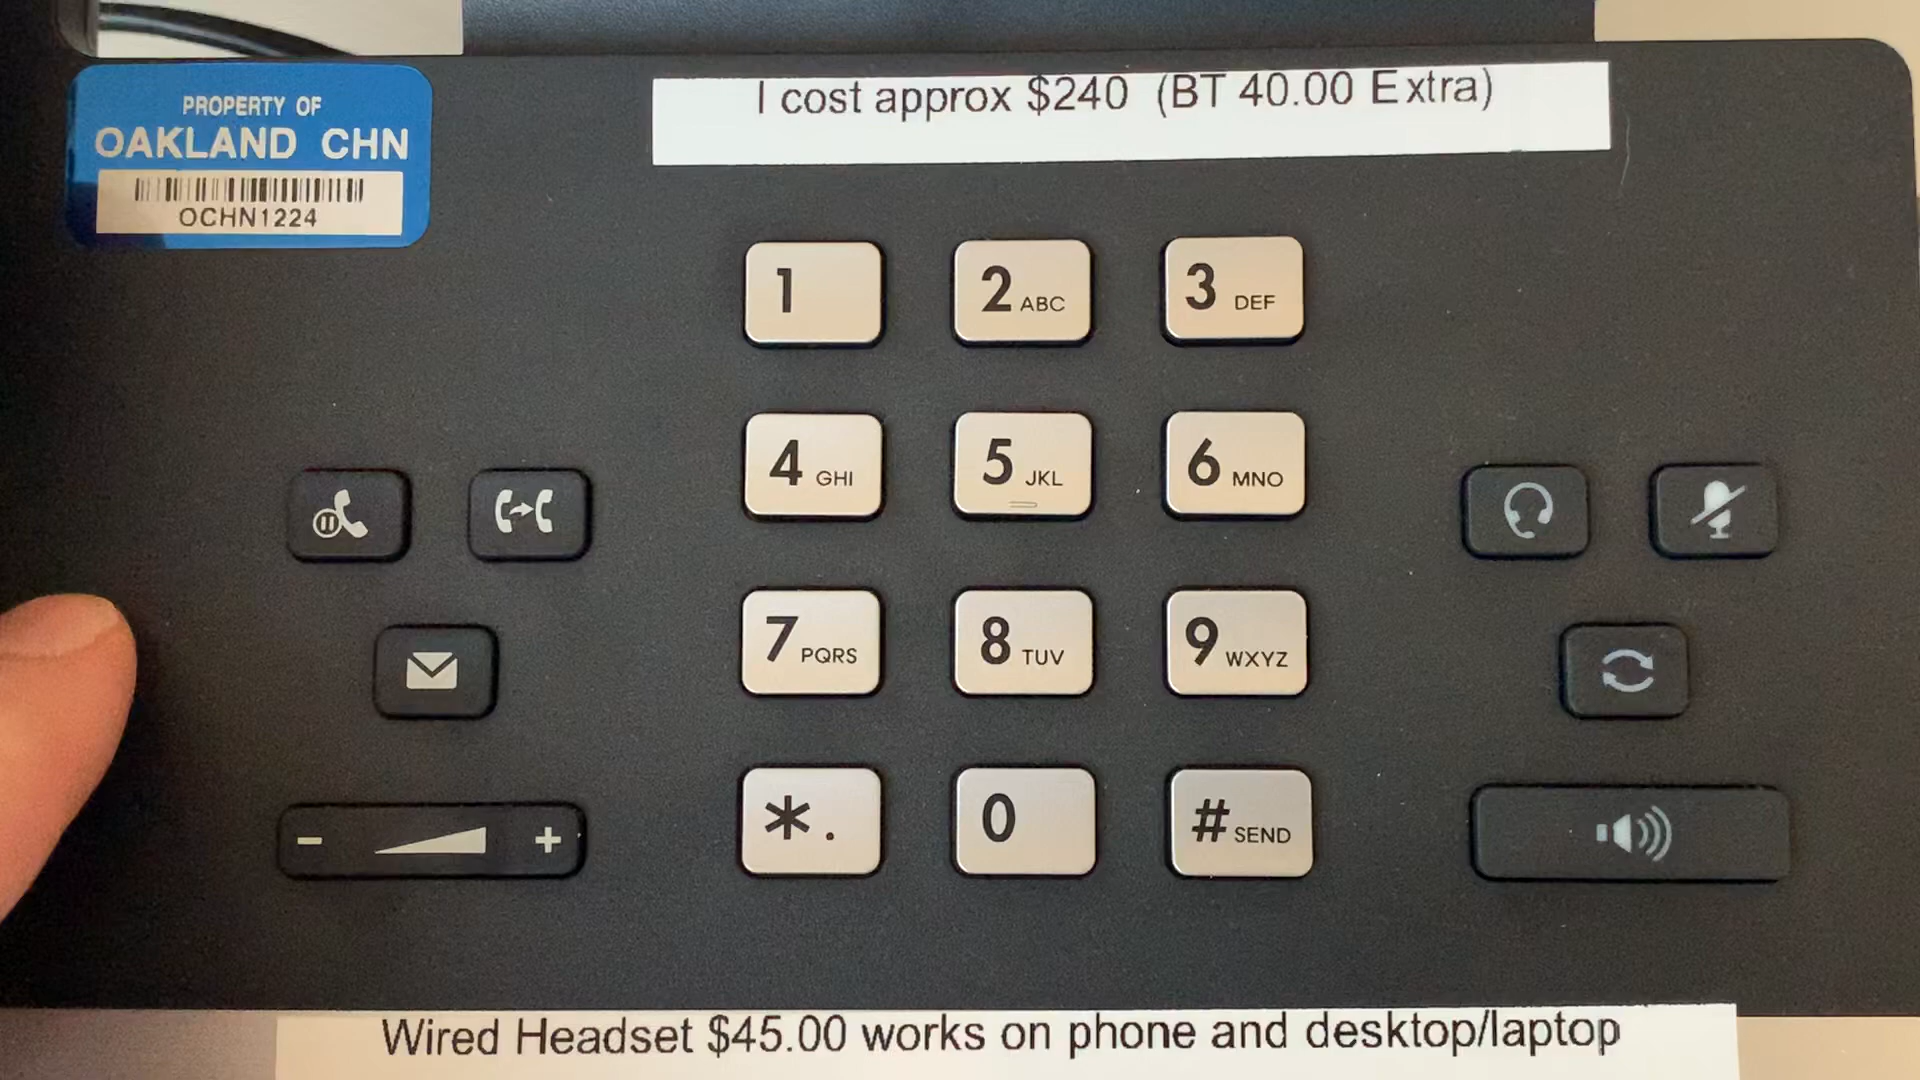 PROPERTY OF
OAKLAND CHN
OCHN1224
I cost approx $240 (BT 40.00 Extra)
1
2 ABC
3 DEF
4 GHI
5 JKL
6 MNO
7 PQRS
8 TUV
9 WXYZ
* .
0
# SEND
- +
Wired Headset $45.00 works on phone and desktop/laptop